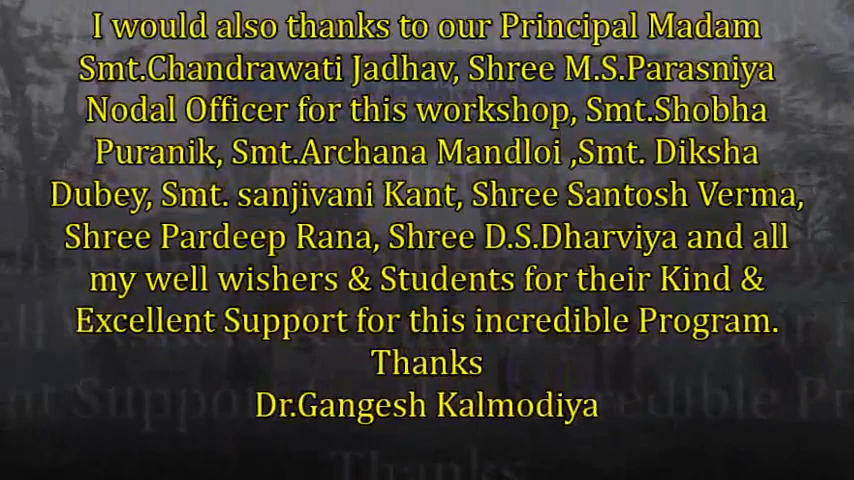 I would also thanks to our Principal Madam
Smt.Chandrawati Jadhav, Shree M.S.Parasniya
Nodal Officer for this workshop, Smt.Shobha
Puranik, Smt.Archana Mandloi ,Smt. Diksha
Dubey, Smt. sanjivani Kant, Shree Santosh Verma,
Shree Pardeep Rana, Shree D.S.Dharviya and all
my well wishers & Students for their Kind &
Excellent Support for this incredible Program.
Thanks
Dr.Gangesh Kalmodiya